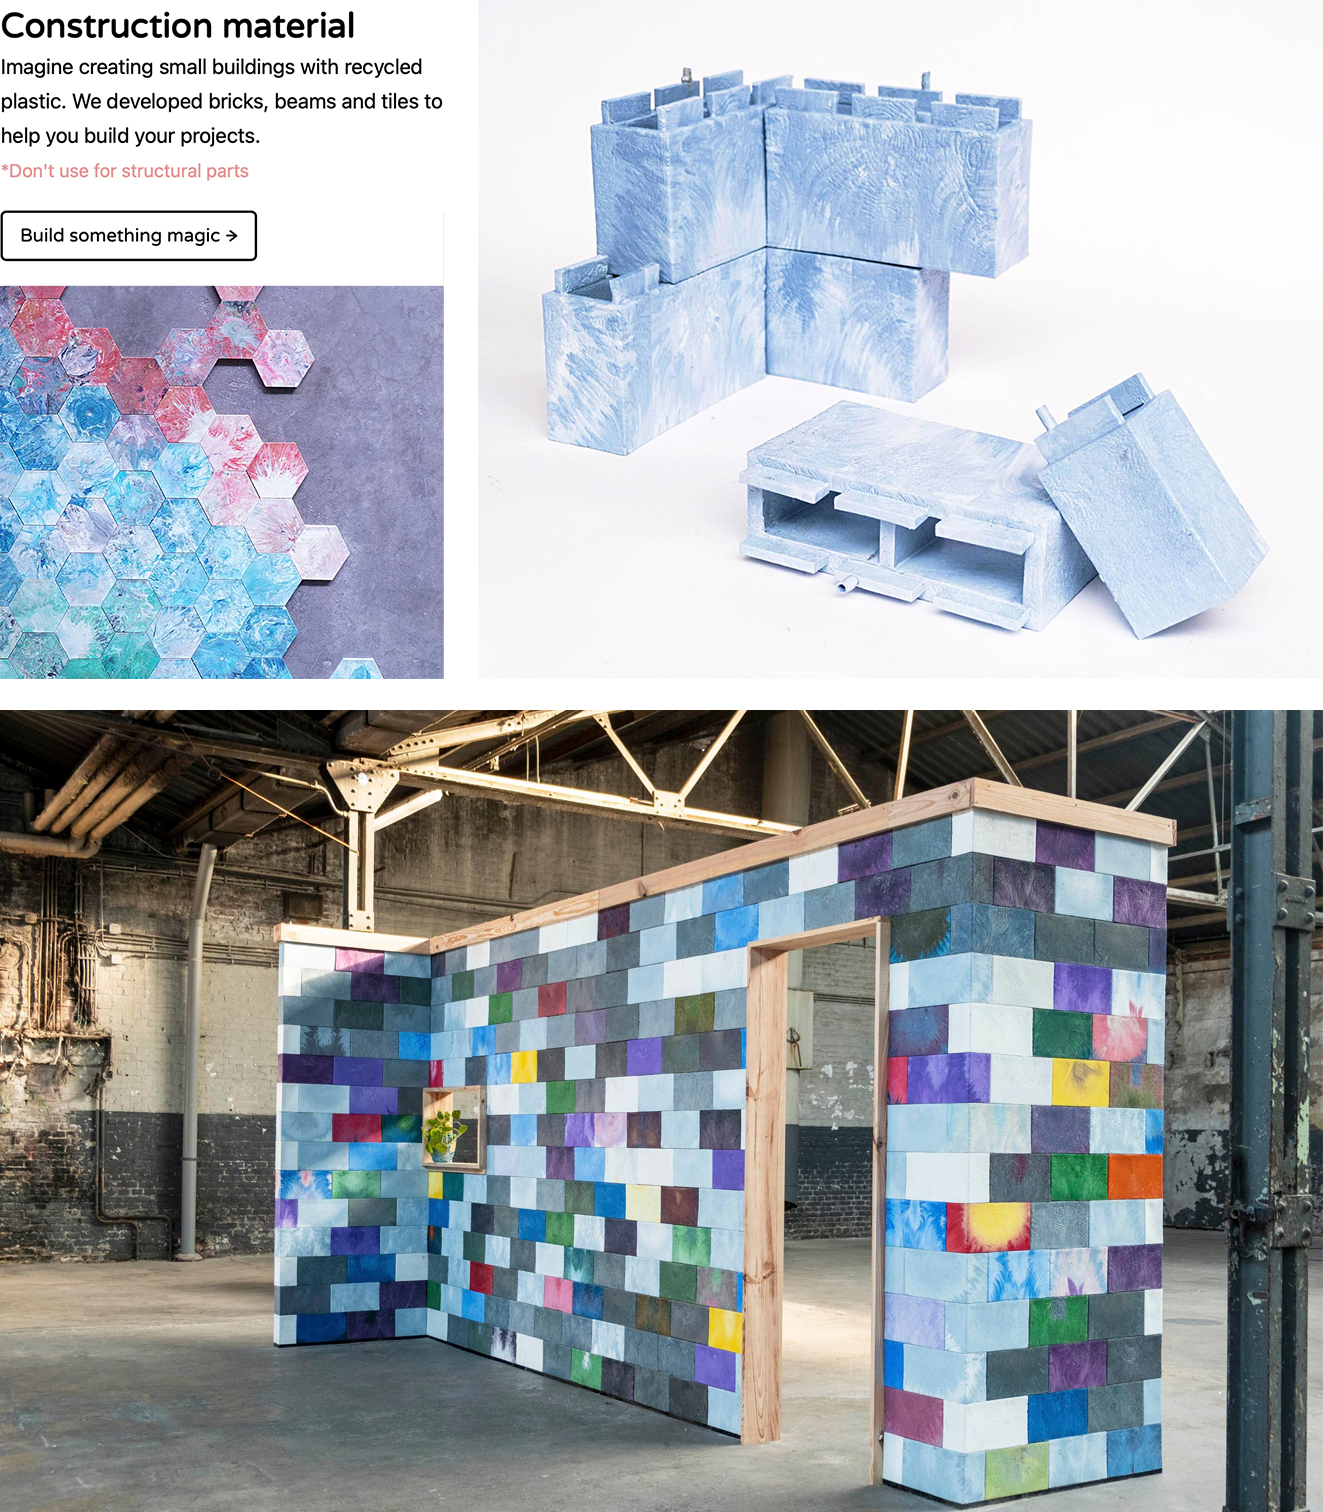 Construction material
Imagine creating small buildings with recycled
plastic. We developed bricks, beams and tiles to
help you build your projects.
*Don't use for structural parts
Build something magic →